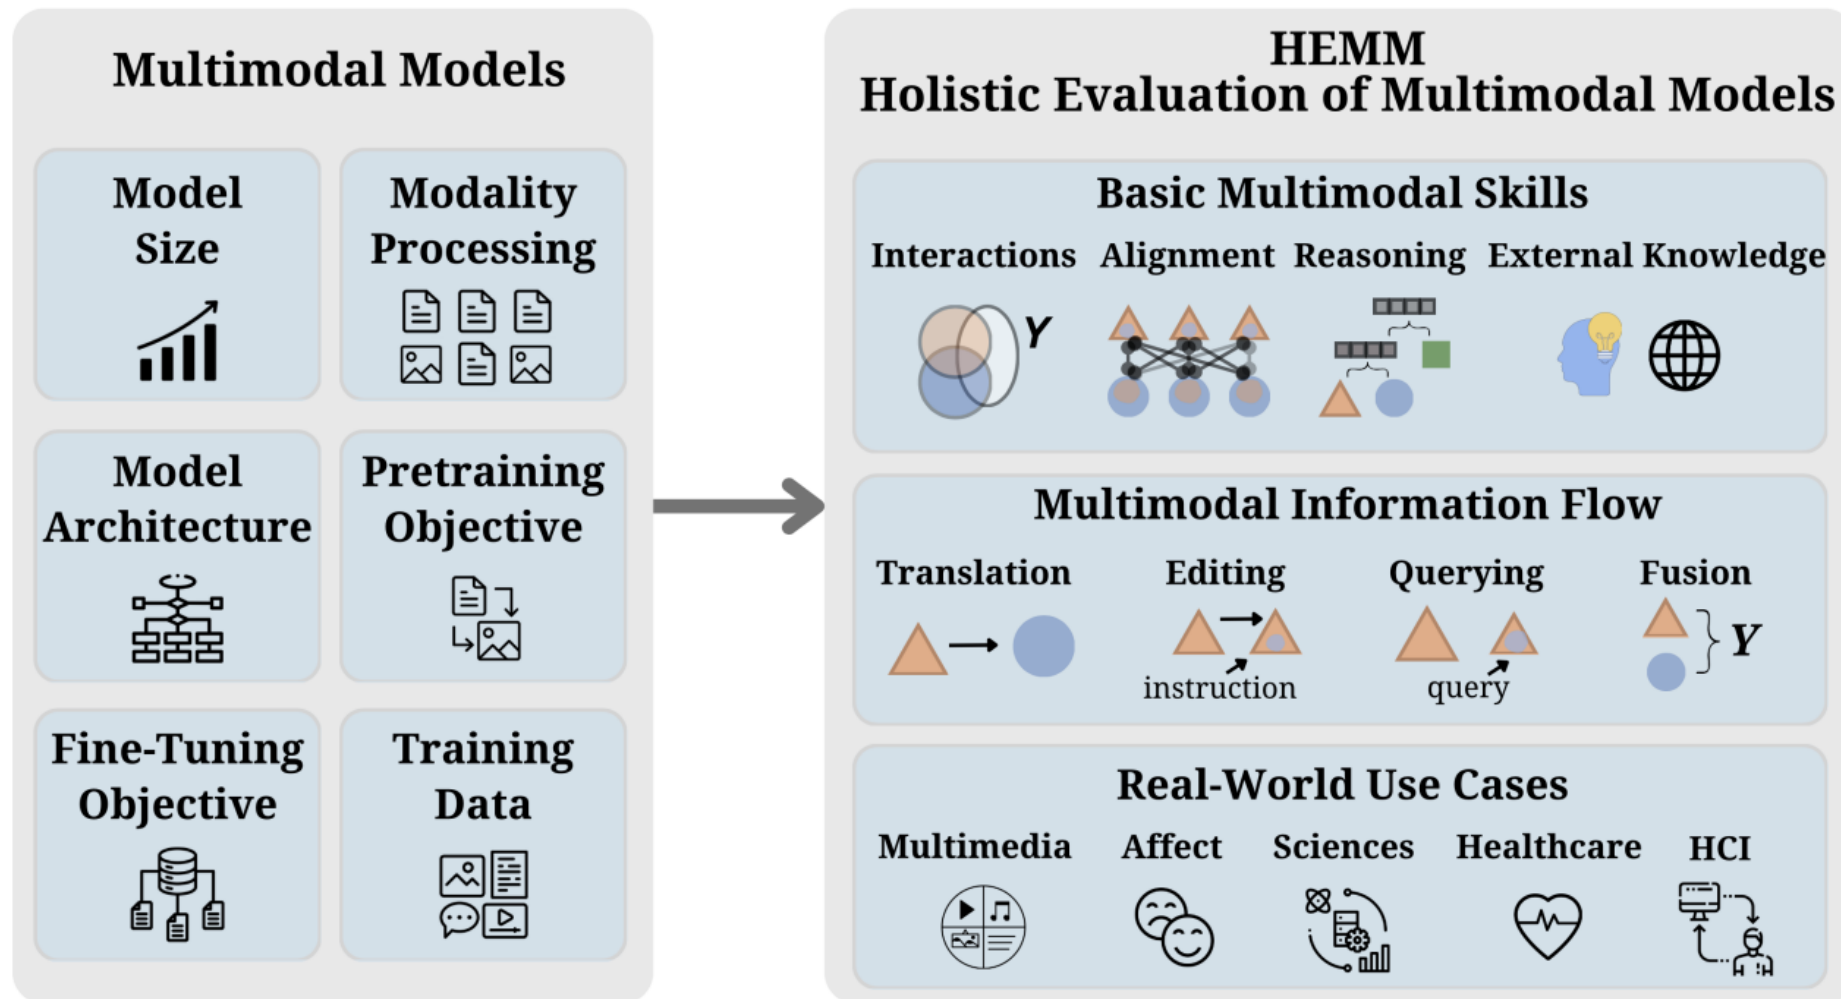 Multimodal Models
Model
Size
Modality
Processing
Model
Architecture
Pretraining
Objective
Fine-Tuning
Objective
Training
Data
HEMM
Holistic Evaluation of Multimodal Models
Basic Multimodal Skills
Interactions
Alignment
Reasoning
External Knowledge
Y
Multimodal Information Flow
Translation
Editing
Querying
Fusion
instruction
query
Y
Real-World Use Cases
Multimedia
Affect
Sciences
Healthcare
HCI